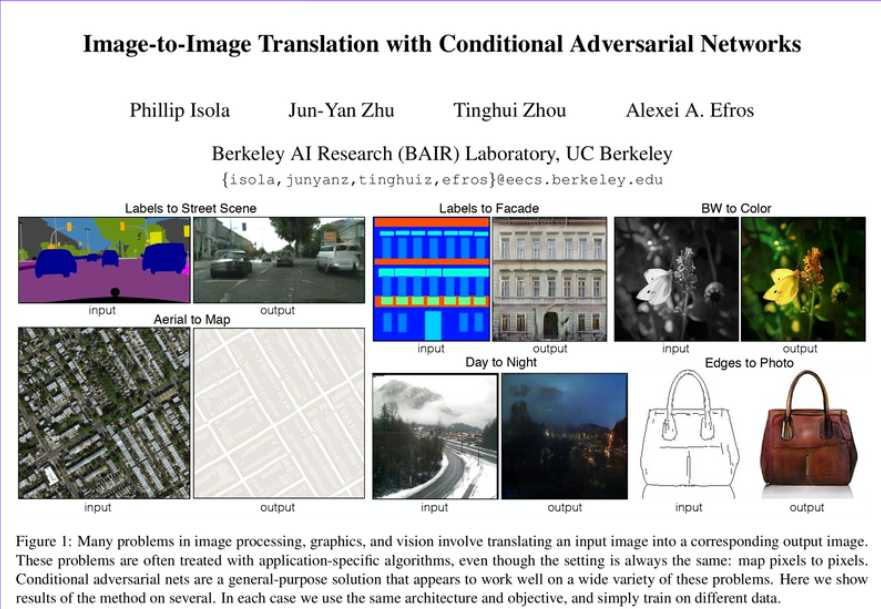 Image-to-Image Translation with Conditional Adversarial Networks
Phillip Isola Jun-Yan Zhu Tinghui Zhou Alexei A. Efros
Berkeley AI Research (BAIR) Laboratory, UC Berkeley
{isola,junyanz,tinghuiz,efros}@eecs.berkeley.edu
Labels to Street Scene
input output
Aerial to Map
input output
Labels to Facade
input output
BW to Color
input output
Day to Night
input output
Edges to Photo
input output
Figure 1: Many problems in image processing, graphics, and vision involve translating an input image into a corresponding output image.
These problems are often treated with application-specific algorithms, even though the setting is always the same: map pixels to pixels.
Conditional adversarial nets are a general-purpose solution that appears to work well on a wide variety of these problems. Here we show
results of the method on several. In each case we use the same architecture and objective, and simply train on different data.